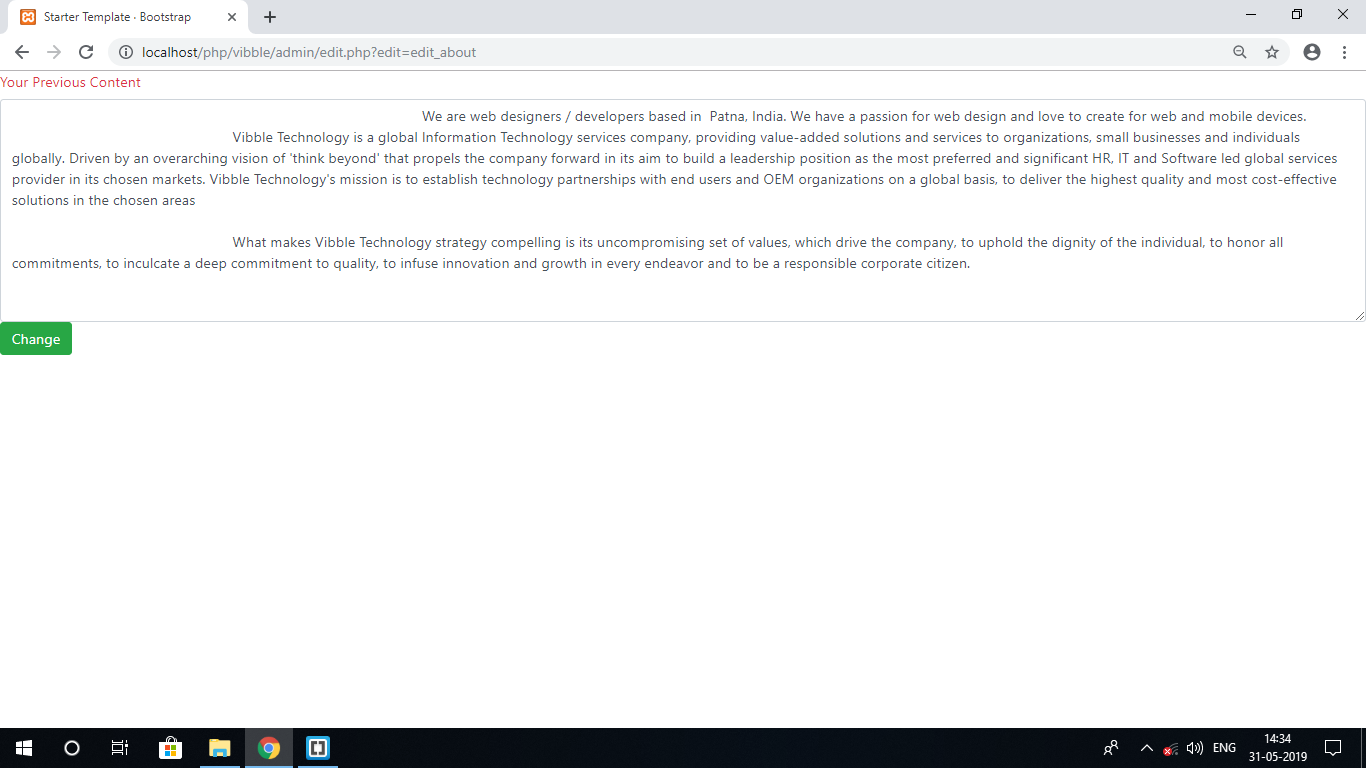 Starter Template · Bootstrap
localhost/php/vibble/admin/edit.php?edit=edit_about
Your Previous Content
We are web designers / developers based in  Patna, India. We have a passion for web design and love to create for web and mobile devices.
Vibble Technology is a global Information Technology services company, providing value-added solutions and services to organizations, small businesses and individuals
globally. Driven by an overarching vision of 'think beyond' that propels the company forward in its aim to build a leadership position as the most preferred and significant HR, IT and Software led global services
provider in its chosen markets. Vibble Technology's mission is to establish technology partnerships with end users and OEM organizations on a global basis, to deliver the highest quality and most cost-effective
solutions in the chosen areas
What makes Vibble Technology strategy compelling is its uncompromising set of values, which drive the company, to uphold the dignity of the individual, to honor all
commitments, to inculcate a deep commitment to quality, to infuse innovation and growth in every endeavor and to be a responsible corporate citizen.
Change
ENG
14:34
31-05-2019